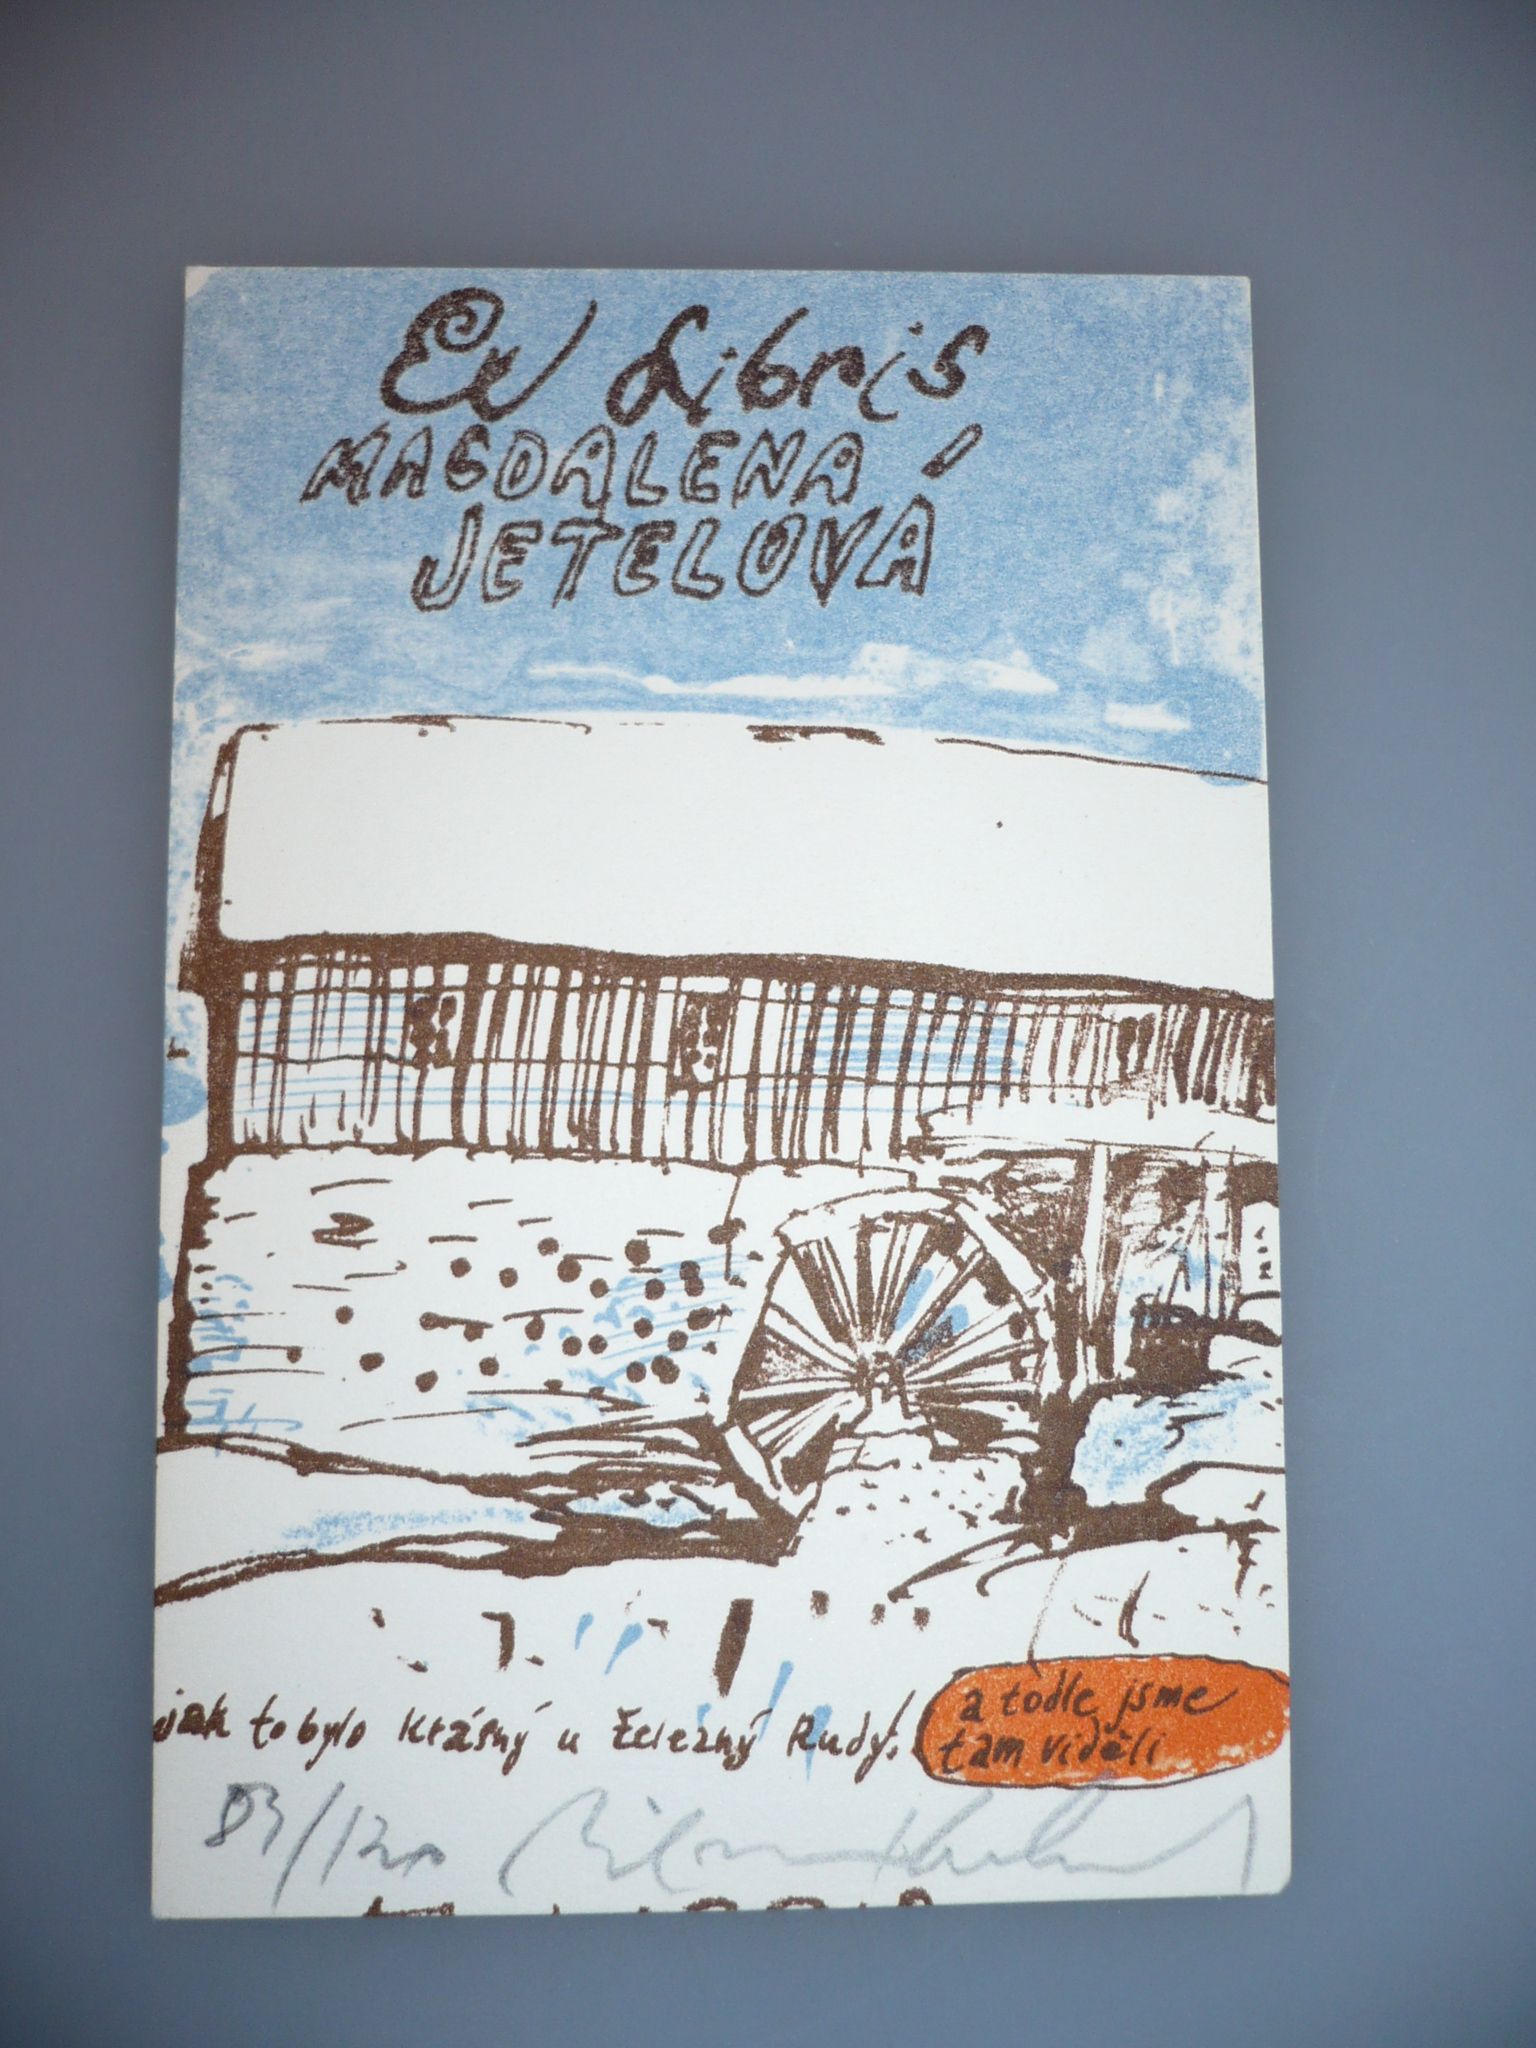 Ex Libris
MAGDALENA
JETELOVÁ
jak to bylo krásný u Železný Rudy,
a todle jsme
tam viděli
83/120